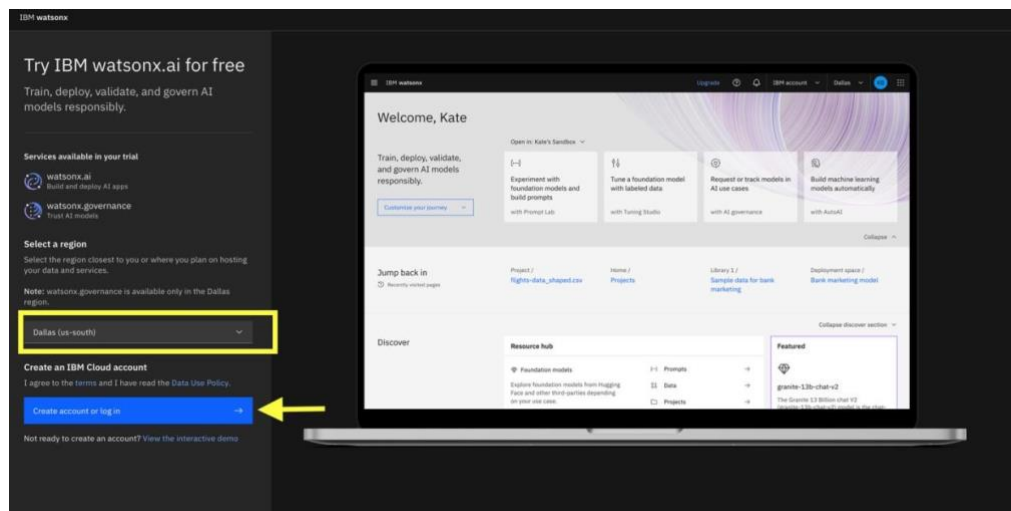 IBM watsonx
Try IBM watsonx.ai for free
Train, deploy, validate, and govern AI
models responsibly.
Services available in your trial
watsonx.ai
Build and deploy AI apps
watsonx.governance
Trust AI models
Select a region
Select the region closest to you or where you plan on hosting
your data and services.
Note: watsonx.governance is available only in the Dallas
region.
Dallas (us-south)
Create an IBM Cloud account
I agree to the terms and I have read the Data Use Policy.
Create account or log in
Not ready to create an account? View the interactive demo
IBM watsonx
Upgrade
IBM account
Dallas
Welcome, Kate
Open in: Kate's Sandbox
Train, deploy, validate,
and govern AI models
responsibly.
Customize your journey
Experiment with
foundation models and
build prompts
with Prompt Lab
Tune a foundation model
with labeled data
with Tuning Studio
Request or track models in
AI use cases
with AI governance
Build machine learning
models automatically
with AutoAI
Collapse
Jump back in
Recently visited pages
Project /
flights-data_shaped.csv
Home /
Projects
Library 1 /
Sample data for bank
marketing
Deployment space /
Bank marketing model
Collapse discover section
Discover
Resource hub
Foundation models
Explore foundation models from Hugging
Face and other third-parties depending
on your use case.
Prompts
Data
Projects
Featured
granite-13b-chat-v2
The Granite 13 Billion chat V2
(granite-13b-chat-v2) model is the chat-